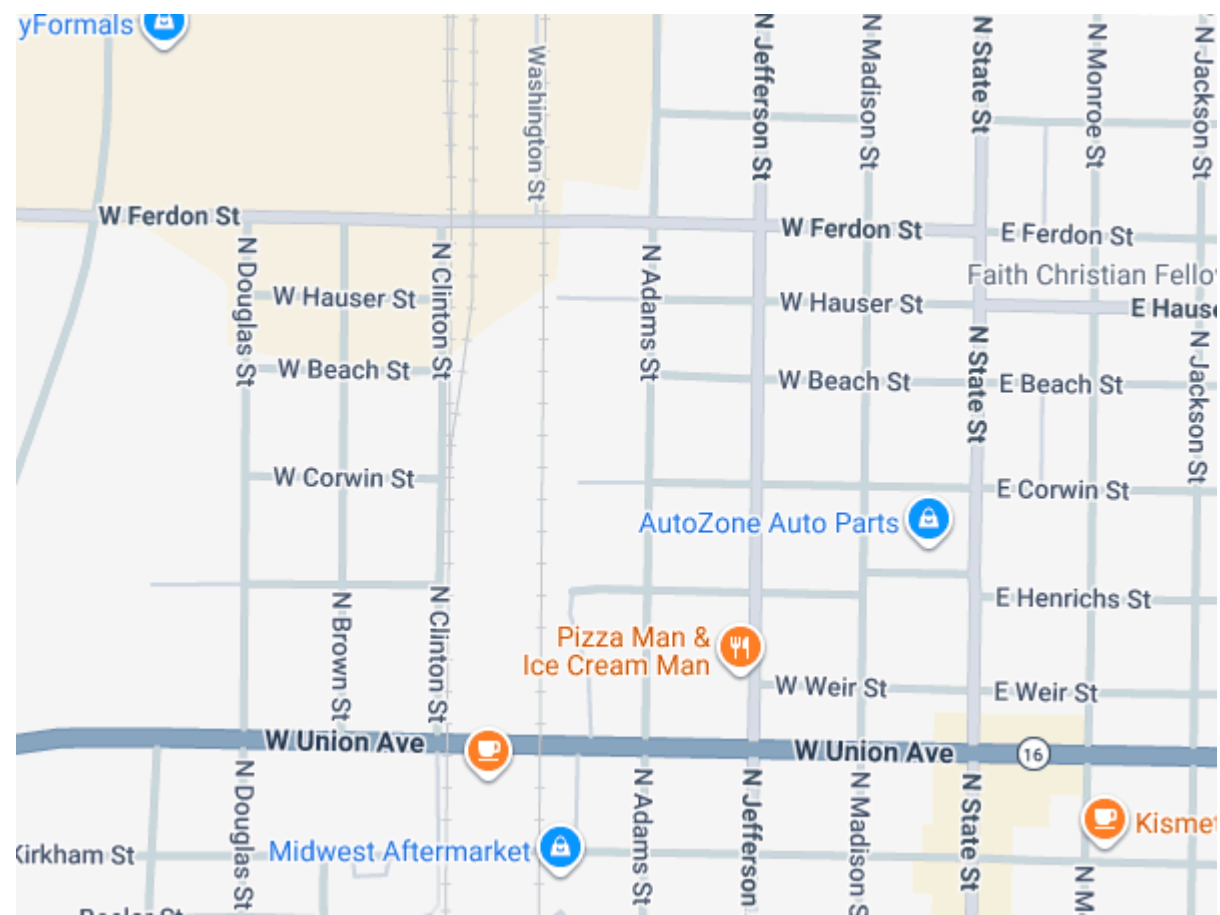 yFormals
Washington St
N Jefferson St
N Madison St
N State St
N Monroe St
N Jackson St
W Ferdon St
W Ferdon St
E Ferdon St
N Douglas St
N Clinton St
N Adams St
Faith Christian Fello
W Hauser St
W Hauser St
E Haus
W Beach St
W Beach St
E Beach St
N State St
N Jackson St
W Corwin St
E Corwin St
AutoZone Auto Parts
N Brown St
N Clinton St
E Henrichs St
Pizza Man &
Ice Cream Man
W Weir St
E Weir St
W Union Ave
W Union Ave
16
N Douglas St
N Adams St
N Jefferson
N Madison S
N State St
Kismet
Kirkham St
Midwest Aftermarket
N M